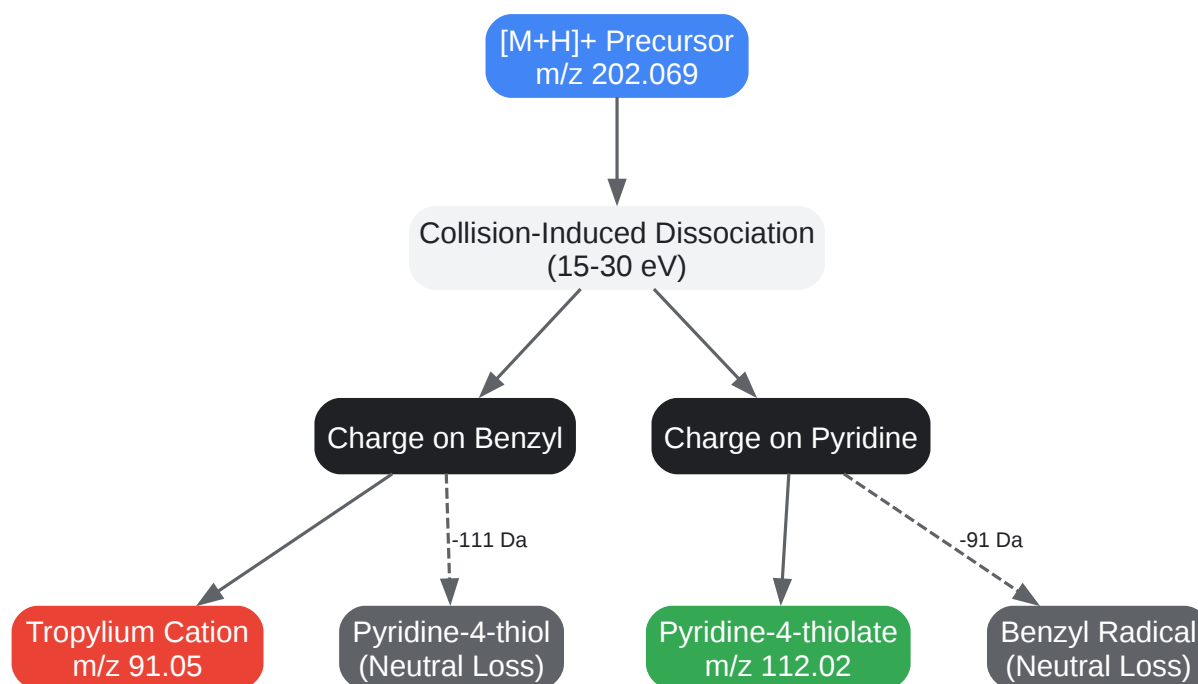 [M+H]+ Precursor
m/z 202.069
Collision-Induced Dissociation
(15-30 eV)
Charge on Benzyl
Charge on Pyridine
-111 Da
-91 Da
Tropylium Cation
m/z 91.05
Pyridine-4-thiol
(Neutral Loss)
Pyridine-4-thiolate
m/z 112.02
Benzyl Radical
(Neutral Loss)